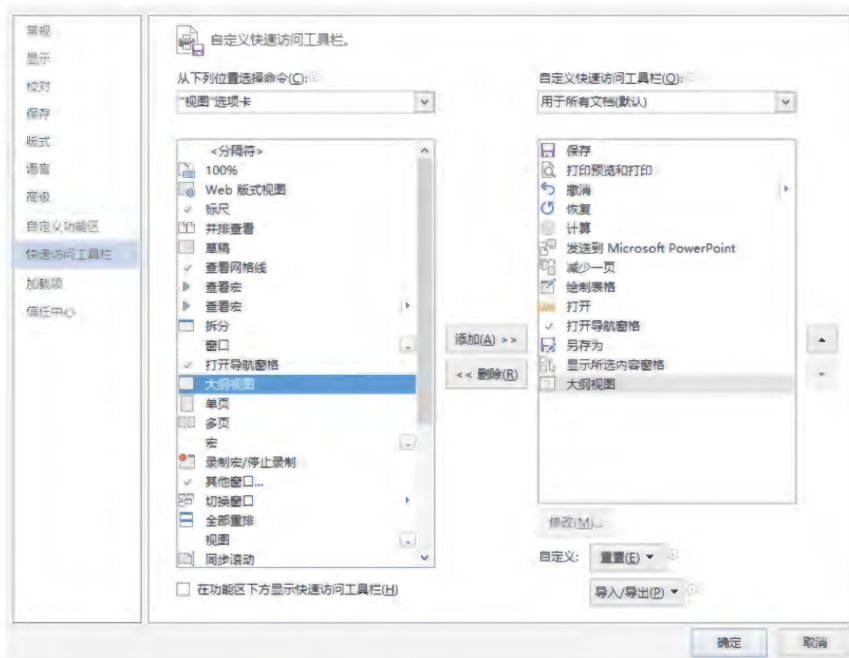 常规
显示
校对
保存
版式
语言
高级
自定义功能区
快速访问工具栏
加载项
信任中心
自定义快速访问工具栏。
从下列位置选择命令(C):
"视图"选项卡
<分隔符>
100%
Web 版式视图
标尺
并排查看
草稿
查看网格线
查看宏
查看宏
拆分
窗口
打开导航窗格
大纲视图
单页
多页
宏
录制宏/停止录制
其他窗口...
切换窗口
全部重排
视图
同步滚动
在功能区下方显示快速访问工具栏(H)
添加(A) >>
<< 删除(R)
自定义快速访问工具栏(Q):
用于所有文档(默认)
保存
打印预览和打印
撤消
恢复
计算
发送到 Microsoft PowerPoint
减少一页
绘制表格
打开
打开导航窗格
另存为
显示所选内容窗格
大纲视图
修改(M)...
自定义: 重置(E)
导入/导出(P)
确定 取消